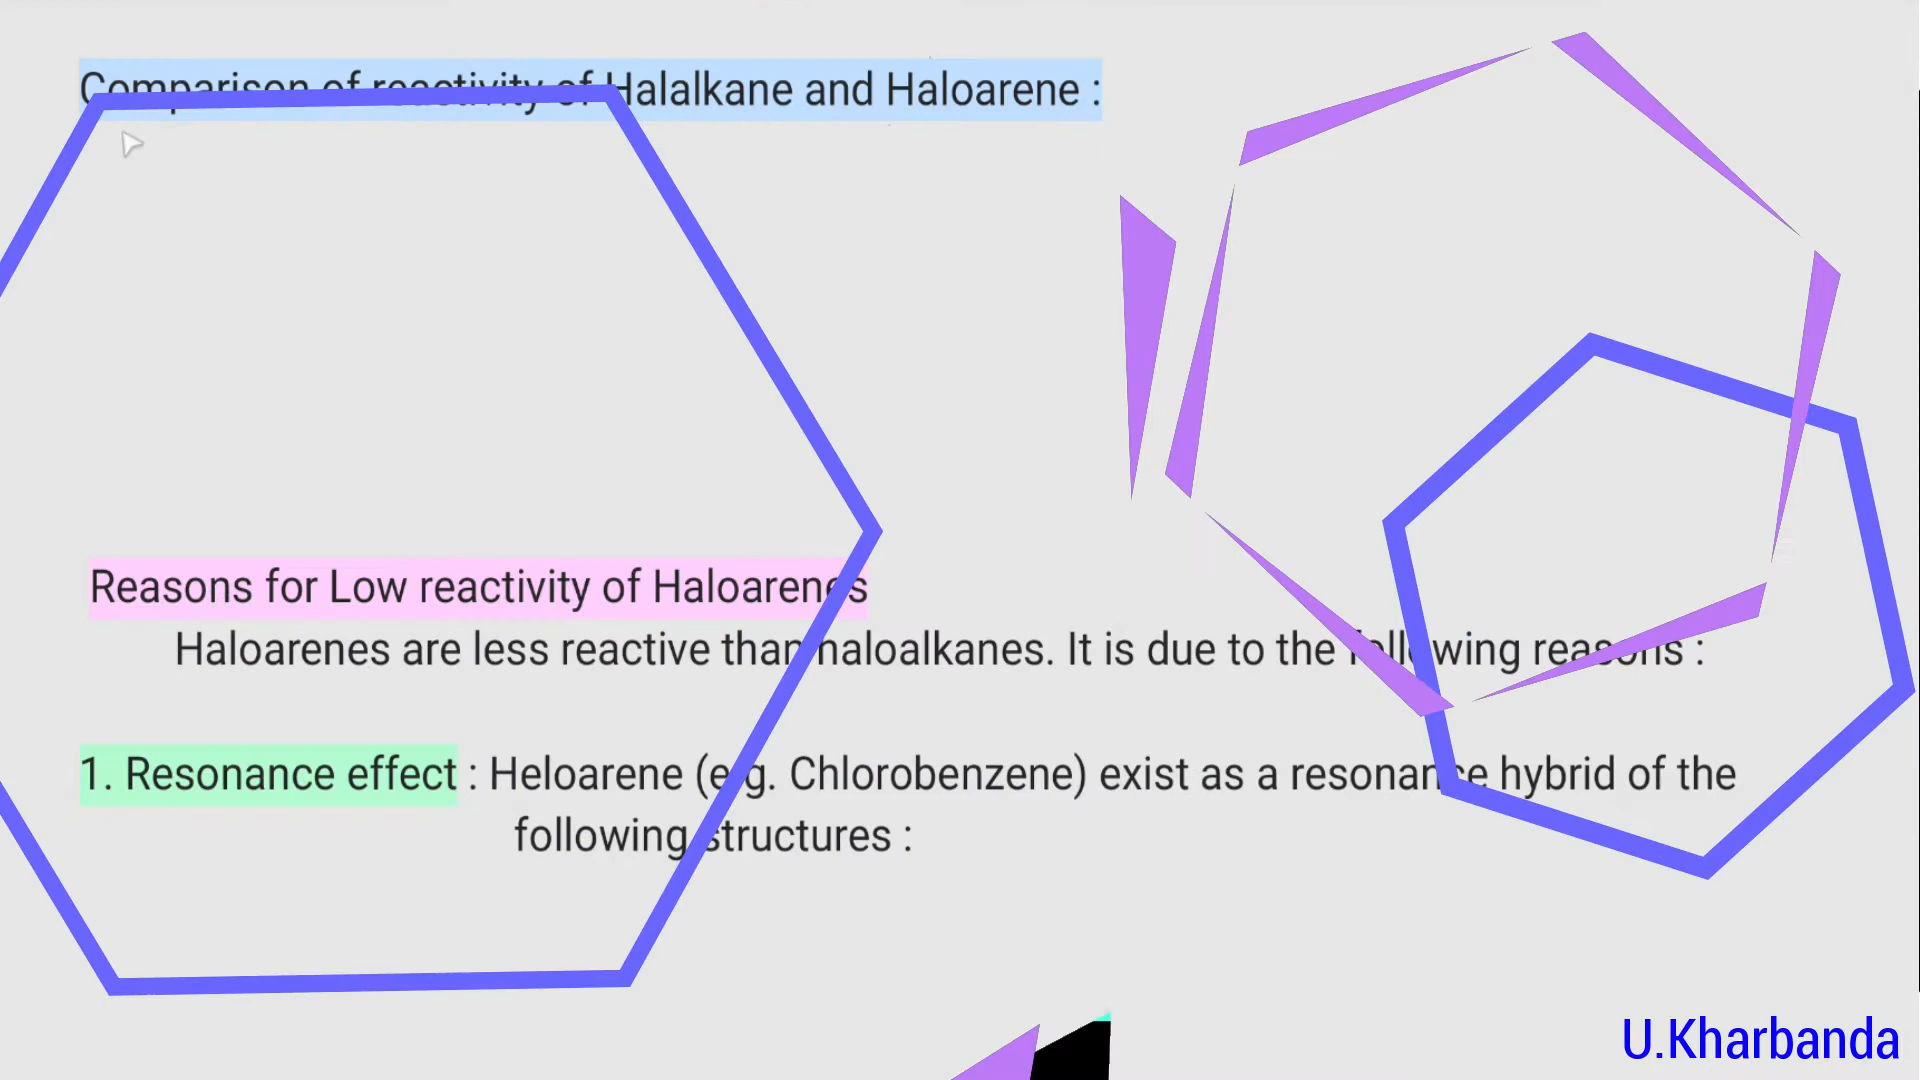 Comparison of reactivity of Halalkane and Haloarene :
Reasons for Low reactivity of Haloarenes
Haloarenes are less reactive than haloalkanes. It is due to the following reasons :
1. Resonance effect : Heloarene (e.g. Chlorobenzene) exist as a resonance hybrid of the
following structures :
U.Kharbanda